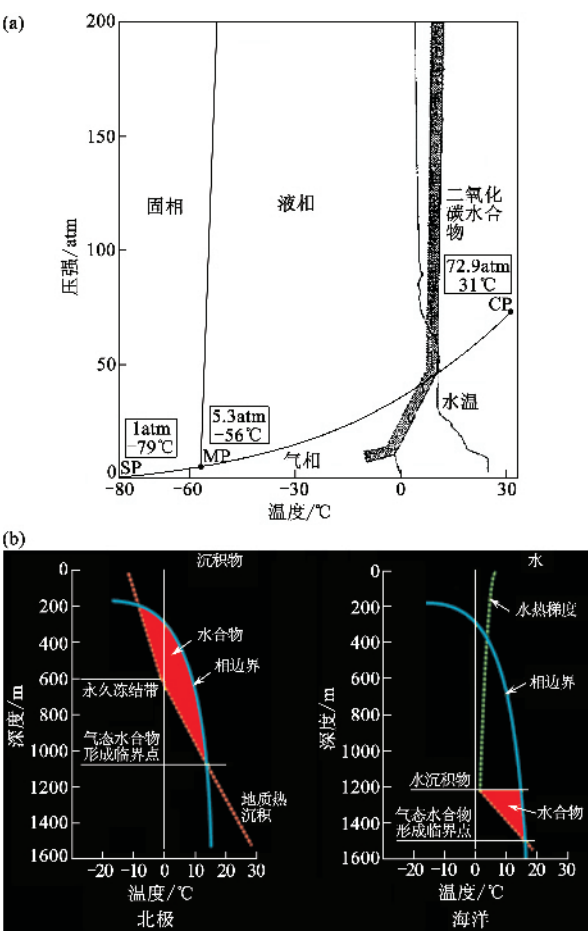 (a)
200
150
100
50
0
压强/atm
固相
液相
气相
二氧化
碳水合
物
72.9atm
31℃
CP
水温
1atm
-79℃
SP
5.3atm
-56℃
MP
-80
-60
-30
0
30
温度/℃
(b)
沉积物
0
200
400
600
800
1000
1200
1400
1600
深度/m
水合物
相边界
永久冻结带
气态水合物
形成临界点
地质热
沉积
-20 -10 0 10 20 30
温度/℃
北极
水
0
200
400
600
800
1000
1200
1400
1600
深度/m
水热梯度
相边界
水沉积物
气态水合物
形成临界点
水合物
-20 -10 0 10 20 30
温度/℃
海洋